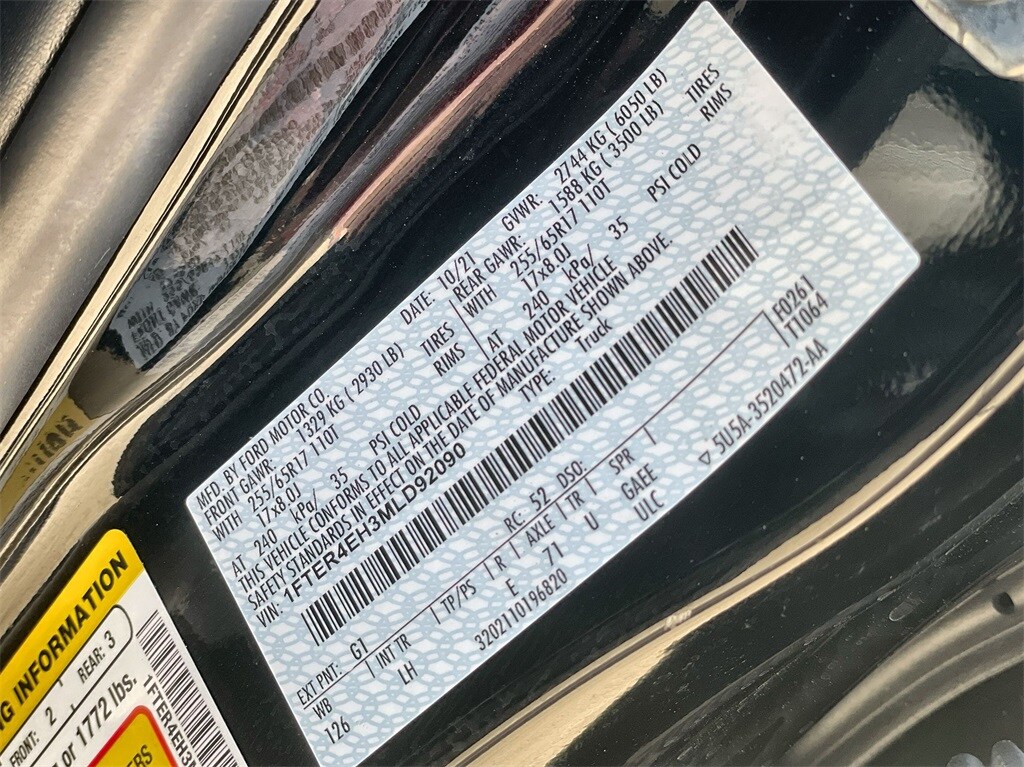 MFD. BY FORD MOTOR CO.
DATE: 10/21
GVWR: 2744 KG ( 6050 LB)
FRONT GAWR: 1329 KG ( 2930 LB)
REAR GAWR: 1588 KG ( 3500 LB)
WITH 255/65R17 110T TIRES
WITH 255/65R17 110T TIRES
17x8.0J RIMS
17x8.0J RIMS
AT 240 kPa/ 35 PSI COLD
AT 240 kPa/ 35 PSI COLD
THIS VEHICLE CONFORMS TO ALL APPLICABLE FEDERAL MOTOR VEHICLE
SAFETY STANDARDS IN EFFECT ON THE DATE OF MANUFACTURE SHOWN ABOVE.
VIN: 1FTER4EH3MLD92090
TYPE: Truck
F0261
T1064
EXT PNT: G1
RC: 52 DSO:
WB INT TR TP/PS R AXLE TR SPR
126 LH E 71 U GAEE
3202110196820 ULC
▽ 5U5A-3520472-AA
G INFORMATION
FRONT: 2
REAR: 3
or 1772 lbs.
1FTER4EH3